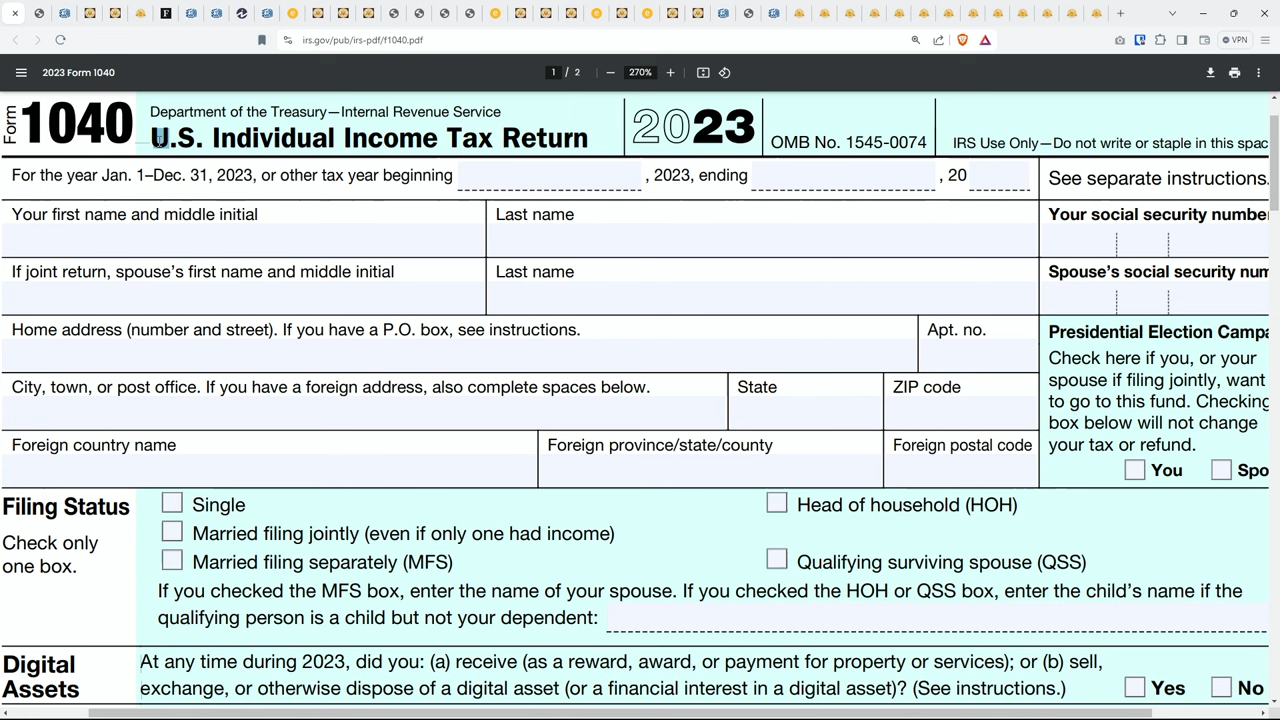 irs.gov/pub/irs-pdf/f1040.pdf
VPN
2023 Form 1040
1 / 2
270%
Form 1040
Department of the Treasury—Internal Revenue Service
U.S. Individual Income Tax Return
2023
OMB No. 1545-0074
IRS Use Only—Do not write or staple in this spac
For the year Jan. 1–Dec. 31, 2023, or other tax year beginning , 2023, ending , 20
See separate instructions.
Your first name and middle initial
Last name
Your social security number
If joint return, spouse's first name and middle initial
Last name
Spouse's social security num
Home address (number and street). If you have a P.O. box, see instructions.
Apt. no.
City, town, or post office. If you have a foreign address, also complete spaces below.
State
ZIP code
Foreign country name
Foreign province/state/county
Foreign postal code
Presidential Election Campa
Check here if you, or your
spouse if filing jointly, want
to go to this fund. Checking
box below will not change
your tax or refund.
You Spo
Filing Status
Check only
one box.
Single
Head of household (HOH)
Married filing jointly (even if only one had income)
Married filing separately (MFS)
Qualifying surviving spouse (QSS)
If you checked the MFS box, enter the name of your spouse. If you checked the HOH or QSS box, enter the child's name if the
qualifying person is a child but not your dependent:
Digital
Assets
At any time during 2023, did you: (a) receive (as a reward, award, or payment for property or services); or (b) sell,
exchange, or otherwise dispose of a digital asset (or a financial interest in a digital asset)? (See instructions.)
Yes No